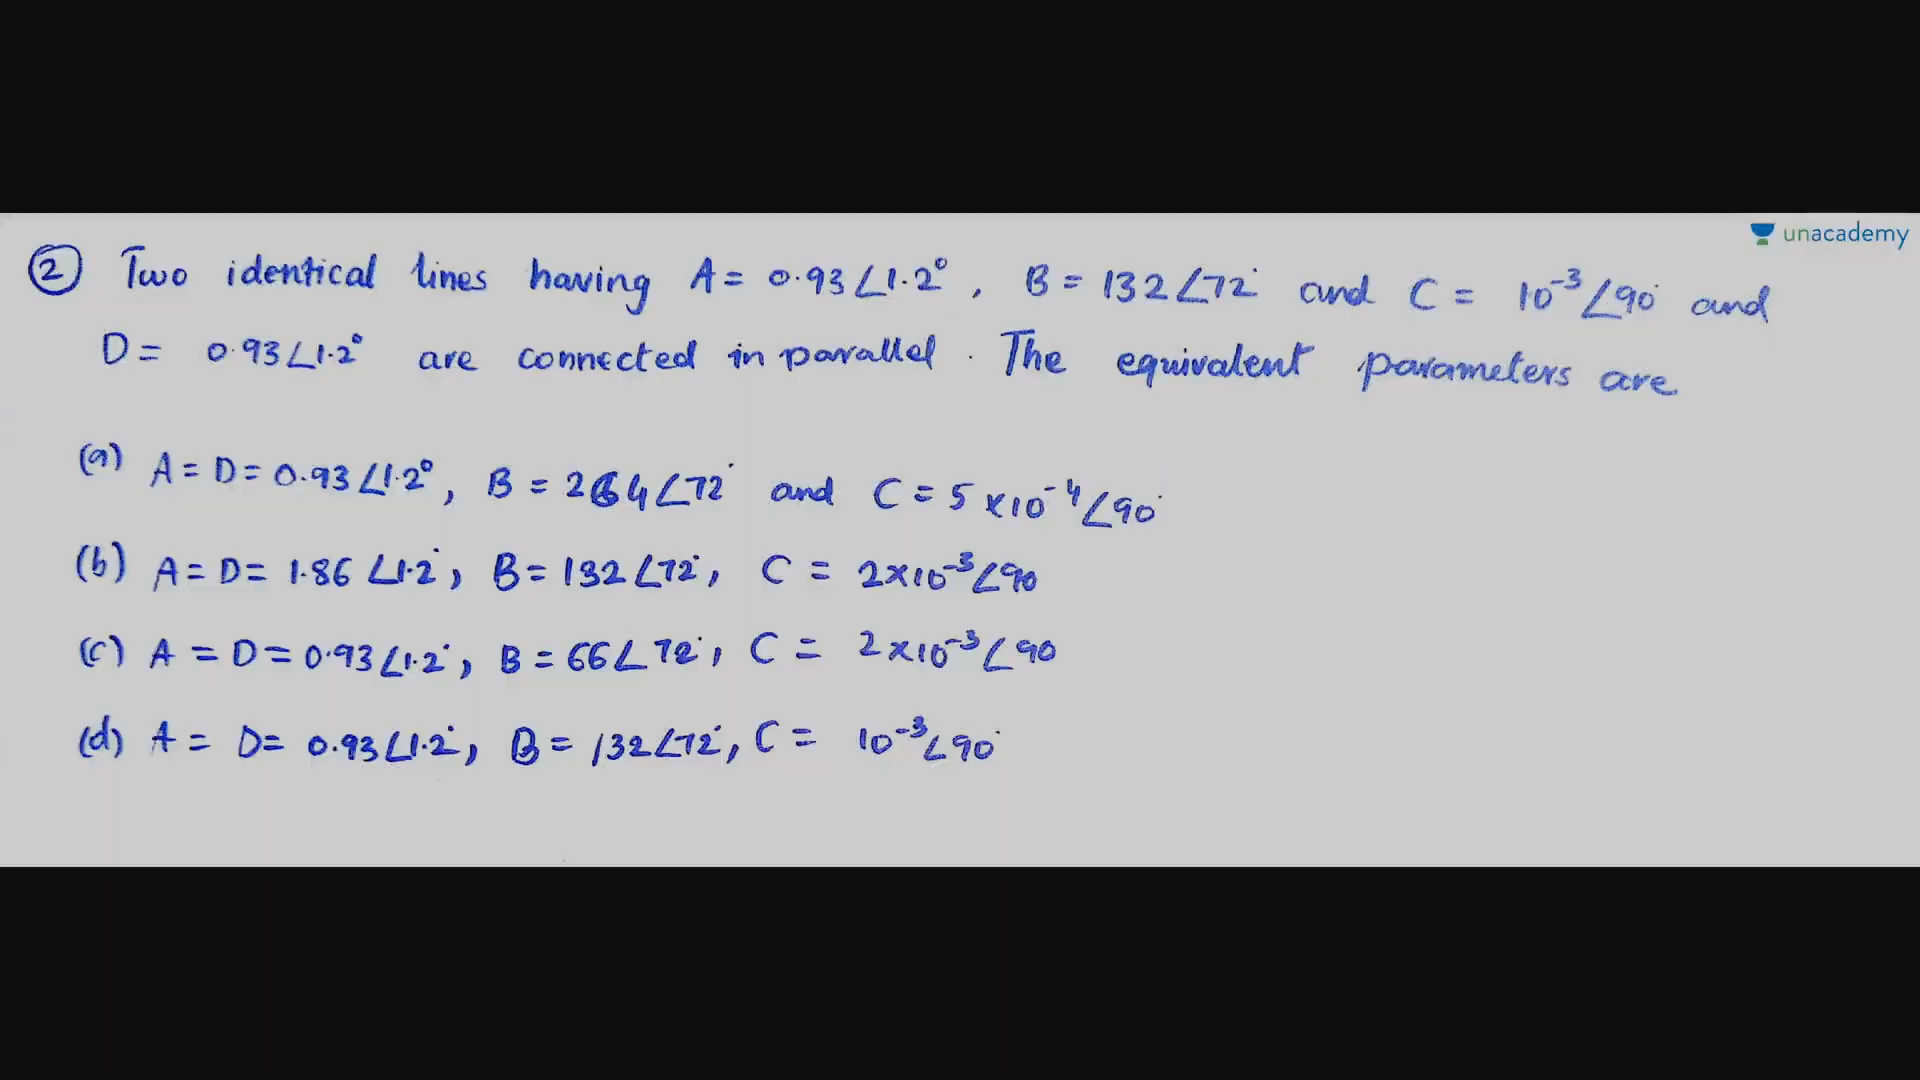 unacademy
② Two identical lines having A = 0.93∠1.2°, B = 132∠72° and C = 10⁻³∠90° and
D = 0.93∠1.2° are connected in parallel. The equivalent parameters are
(a) A = D = 0.93∠1.2°, B = 264∠72° and C = 5×10⁻⁴∠90°
(b) A = D = 1.86∠1.2°, B = 132∠72°, C = 2×10⁻³∠90
(c) A = D = 0.93∠1.2°, B = 66∠72°, C = 2×10⁻³∠90
(d) A = D = 0.93∠1.2°, B = 132∠72°, C = 10⁻³∠90°